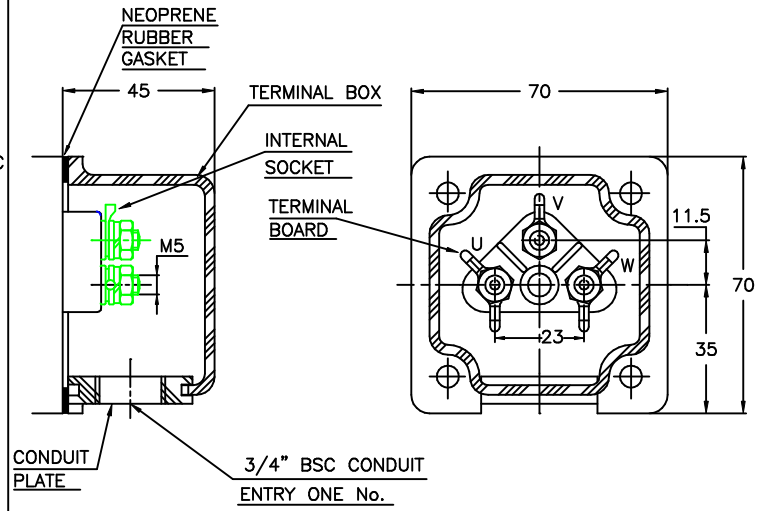 NEOPRENE
RUBBER
GASKET
45
TERMINAL BOX
70
INTERNAL
SOCKET
C
TERMINAL
BOARD
V
11.5
M5
U
W
70
23
35
CONDUIT
PLATE
3/4" BSC CONDUIT
ENTRY ONE No.